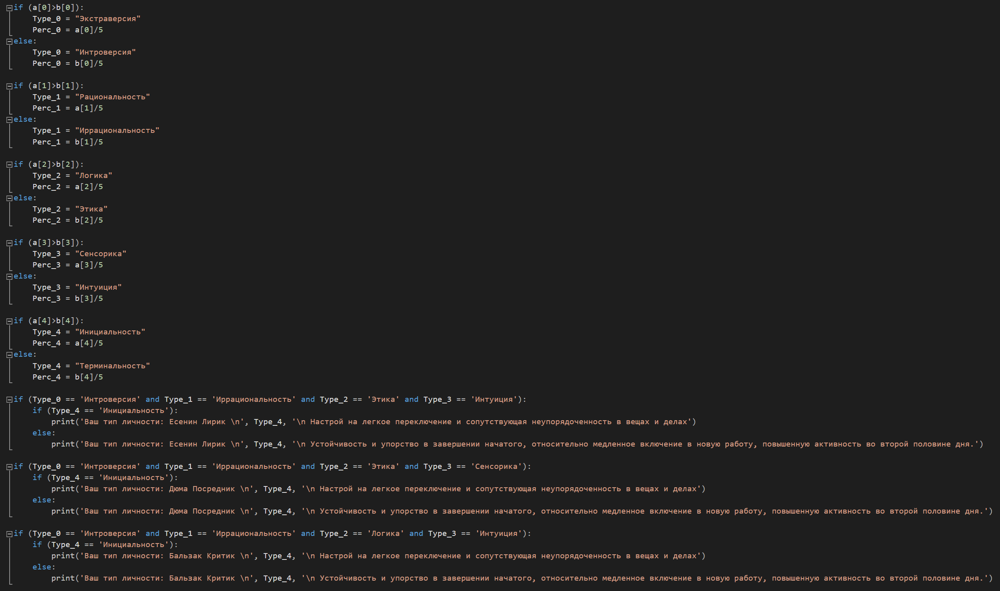 if (a[0]>b[0]):
    Type_0 = "Экстраверсия"
    Perc_0 = a[0]/5
else:
    Type_0 = "Интроверсия"
    Perc_0 = b[0]/5

if (a[1]>b[1]):
    Type_1 = "Рациональность"
    Perc_1 = a[1]/5
else:
    Type_1 = "Иррациональность"
    Perc_1 = b[1]/5

if (a[2]>b[2]):
    Type_2 = "Логика"
    Perc_2 = a[2]/5
else:
    Type_2 = "Этика"
    Perc_2 = b[2]/5

if (a[3]>b[3]):
    Type_3 = "Сенсорика"
    Perc_3 = a[3]/5
else:
    Type_3 = "Интуиция"
    Perc_3 = b[3]/5

if (a[4]>b[4]):
    Type_4 = "Инициальность"
    Perc_4 = a[4]/5
else:
    Type_4 = "Терминальность"
    Perc_4 = b[4]/5

if (Type_0 == 'Интроверсия' and Type_1 == 'Иррациональность' and Type_2 == 'Этика' and Type_3 == 'Интуиция'):
    if (Type_4 == 'Инициальность'):
        print('Ваш тип личности: Есенин Лирик \n', Type_4, '\n Настрой на легкое переключение и сопутствующая неупорядоченность в вещах и делах')
    else:
        print('Ваш тип личности: Есенин Лирик \n', Type_4, '\n Устойчивость и упорство в завершении начатого, относительно медленное включение в новую работу, повышенную активность во второй половине дня.')

if (Type_0 == 'Интроверсия' and Type_1 == 'Иррациональность' and Type_2 == 'Этика' and Type_3 == 'Сенсорика'):
    if (Type_4 == 'Инициальность'):
        print('Ваш тип личности: Дюма Посредник \n', Type_4, '\n Настрой на легкое переключение и сопутствующая неупорядоченность в вещах и делах')
    else:
        print('Ваш тип личности: Дюма Посредник \n', Type_4, '\n Устойчивость и упорство в завершении начатого, относительно медленное включение в новую работу, повышенную активность во второй половине дня.')

if (Type_0 == 'Интроверсия' and Type_1 == 'Иррациональность' and Type_2 == 'Логика' and Type_3 == 'Интуиция'):
    if (Type_4 == 'Инициальность'):
        print('Ваш тип личности: Бальзак Критик \n', Type_4, '\n Настрой на легкое переключение и сопутствующая неупорядоченность в вещах и делах')
    else:
        print('Ваш тип личности: Бальзак Критик \n', Type_4, '\n Устойчивость и упорство в завершении начатого, относительно медленное включение в новую работу, повышенную активность во второй половине дня.')